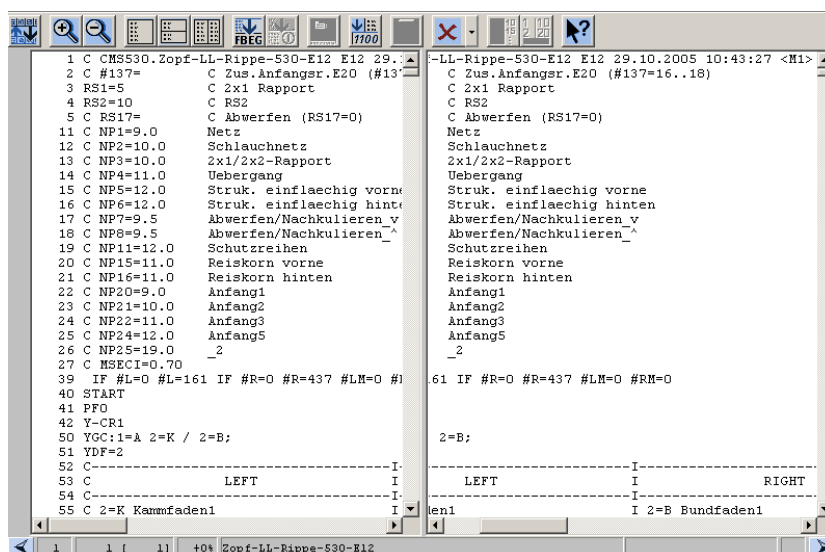 FBEG
1100
1 C CMS530.Zopf-LL-Rippe-530-E12 E12 29.
2 C #137= C Zus.Anfangsr.E20 (#13
3 RS1=5 C 2x1 Rapport
4 RS2=10 C RS2
5 C RS17= C Abwerfen (RS17=0)
11 C NP1=9.0 Netz
12 C NP2=10.0 Schlauchnetz
13 C NP3=10.0 2x1/2x2-Rapport
14 C NP4=11.0 Uebergang
15 C NP5=12.0 Struk. einflaechig vorne
16 C NP6=12.0 Struk. einflaechig hinte
17 C NP7=9.5 Abwerfen/Nachkulieren_v
18 C NP8=9.5 Abwerfen/Nachkulieren_^
19 C NP11=12.0 Schutzreihen
20 C NP15=11.0 Reiskorn vorne
21 C NP16=11.0 Reiskorn hinten
22 C NP20=9.0 Anfang1
23 C NP21=10.0 Anfang2
24 C NP22=11.0 Anfang3
25 C NP24=12.0 Anfang5
26 C NP25=19.0 _2
27 C MSECI=0.70
39 IF #L=0 #L=161 IF #R=0 #R=437 #LM=0
40 START
41 PF0
42 Y-CR1
50 YGC:1=A 2=K / 2=B;
51 YDF=2
52 C-----------------------------------------I-
53 C LEFT I
54 C-----------------------------------------I-
55 C 2=K Kammfaden1 I
-LL-Rippe-530-E12 E12 29.10.2005 10:43:27 <M1>
C Zus.Anfangsr.E20 (#137=16..18)
C 2x1 Rapport
C RS2
C Abwerfen (RS17=0)
Netz
Schlauchnetz
2x1/2x2-Rapport
Uebergang
Struk. einflaechig vorne
Struk. einflaechig hinten
Abwerfen/Nachkulieren_v
Abwerfen/Nachkulieren_^
Schutzreihen
Reiskorn vorne
Reiskorn hinten
Anfang1
Anfang2
Anfang3
Anfang5
_2
61 IF #R=0 #R=437 #LM=0 #RM=0
2=B;
----------------------------I-------------------------
LEFT I RIGHT
----------------------------I-------------------------
den1 I 2=B Bundfaden1
1 1 [ 1] +0% Zopf-LL-Rippe-530-E12